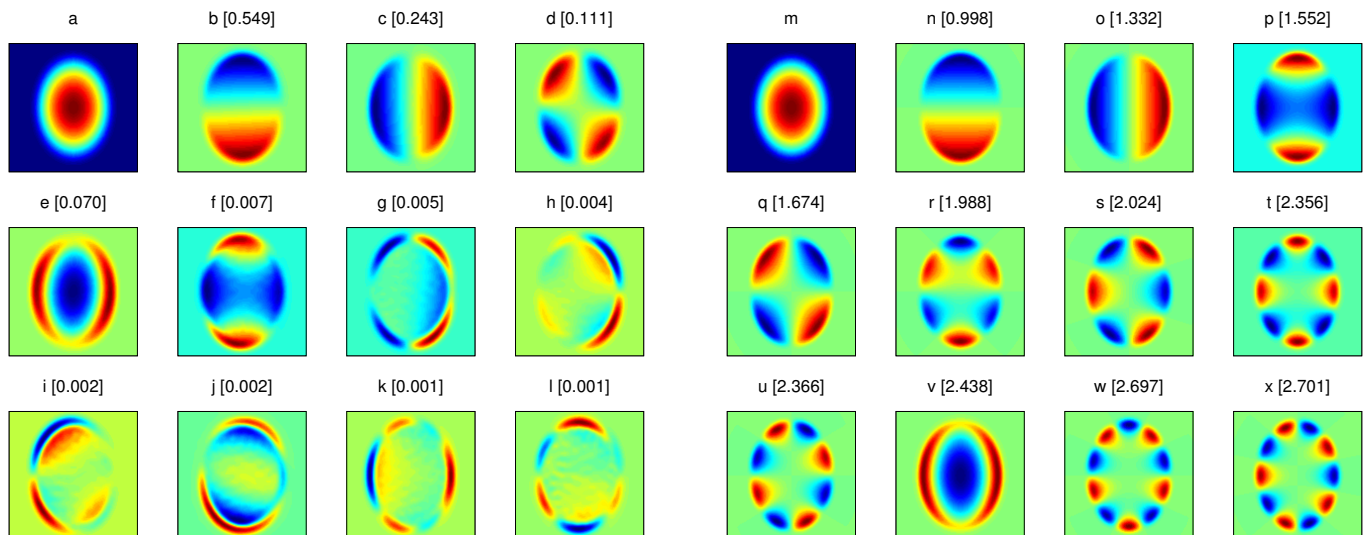 a b [0.549] c [0.243] d [0.111] m n [0.998] o [1.332] p [1.552]
e [0.070] f [0.007] g [0.005] h [0.004] q [1.674] r [1.988] s [2.024] t [2.356]
i [0.002] j [0.002] k [0.001] l [0.001] u [2.366] v [2.438] w [2.697] x [2.701]